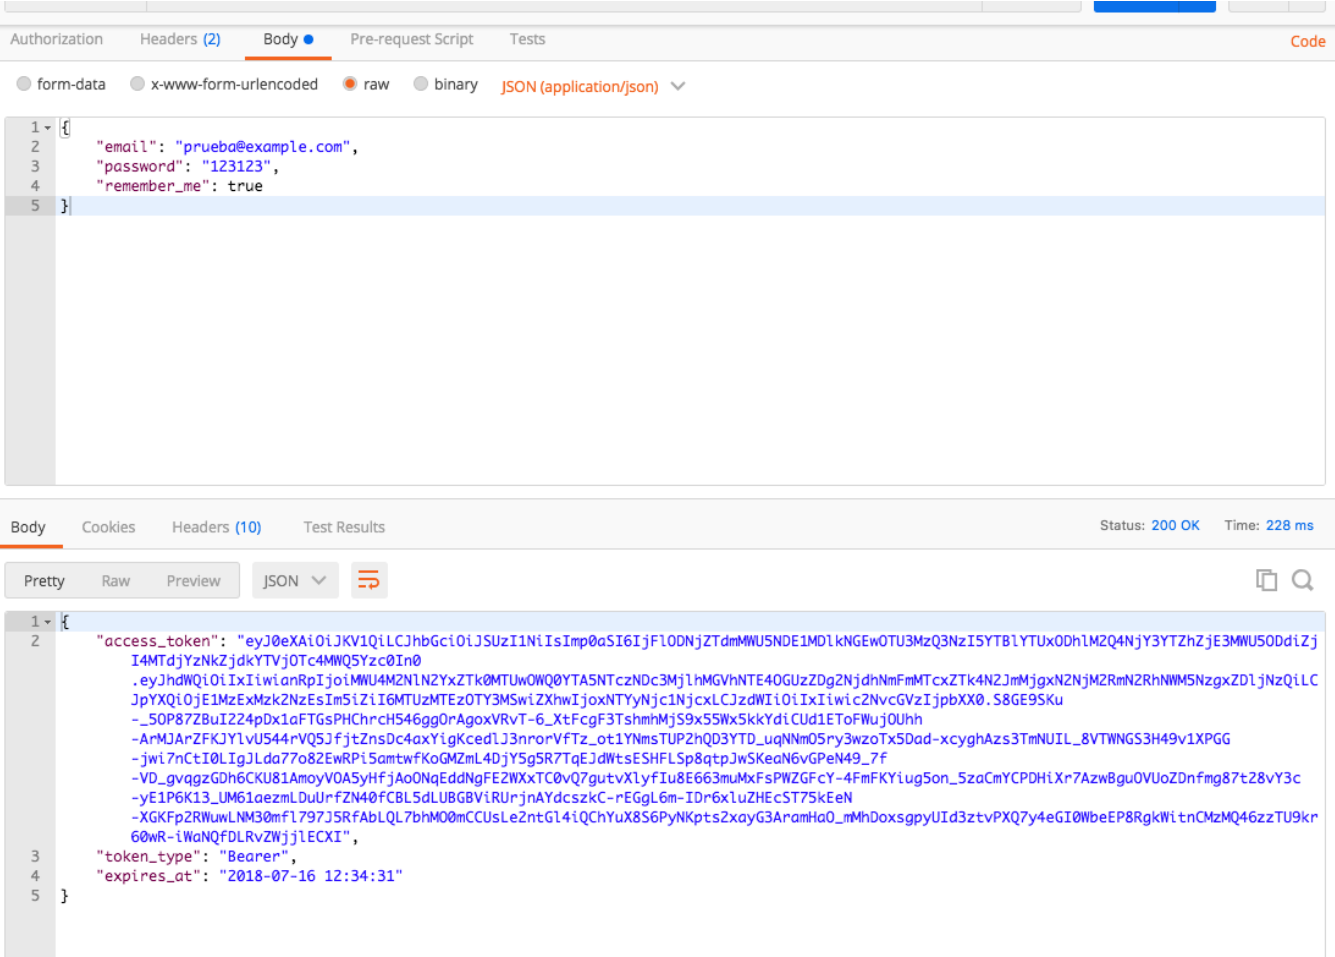 Authorization Headers (2) Body Pre-request Script Tests Code
form-data x-www-form-urlencoded raw binary JSON (application/json)
1 {
2 "email": "prueba@example.com",
3 "password": "123123",
4 "remember_me": true
5 }
Body Cookies Headers (10) Test Results Status: 200 OK Time: 228 ms
Pretty Raw Preview JSON
1 {
2 "access_token": "eyJ0eXAiOiJKV1QiLCJhbGciOiJSUzI1NiIsImp0aSI6IjFlODNjZTdmMWU5NDE1MDlkNGEwOTU3MzQ3NzI5YTBlYTUxODhlM2Q4NjY3YTZhZjE3MWU5ODdiZj
I4MTdjYzNkZjdkYTVjOTc4MWQ5Yzc0In0
.eyJhdWQiOiIxIiwianRpIjoiMWU4M2NlN2YxZTk0MTUwOWQ0YTA5NTczNDc3MjlhMGVhNTE4OGUzZDg2NjdhNmFmMTcxZTk4N2JmMjgxN2NjM2RmN2RhNWM5NzgxZDljNzQiLC
JpYXQiOjE1MzExMzk2NzEsIm5iZiI6MTUzMTEzOTY3MSwiZXhwIjoxNTYyNjc1NjcxLCJzdWIiOiIxIiwic2NvcGVzIjpbXX0.S8GE9SKu
-_5OP87ZBuI224pDx1aFTGsPHChrcH546ggOrAgoxVRvT-6_XtFcgF3TshmhMjS9x55Wx5kkYdiCUd1EToFWujOUhh
-ArMJArZFKJYlvU544rVQ5JfjtZnsDc4axYigKcedlJ3nrorVfTz_ot1YNmsTUP2hQD3YTD_uqNNmO5ry3wzoTx5Dad-xcyghAzs3TmNUIL_8VTWNGS3H49v1XPGG
-jwi7nCtI0LIgJLda77o82EwRPi5amtwfKoGMZmL4DjY5g5R7TqEJdWtsESHFLSp8qtpJwSKeaN6vGPeN49_7f
-VD_gvqgzGDh6CKU81AmoyVOA5yHfjAoONqEddNgFE2WXxTC0vQ7gutvXlyfIu8E663muMxFsPWZGFcY-4FmFKYiug5on_5zaCmYCPDHiXr7AzwBguOVUoZDnfmg87t28vY3c
-yE1P6K13_UM61aezmLDuUrfZN40fCBL5dLUBGBViRUrjnAYdcszkC-rEGgL6m-IDr6xluZHEcST75kEeN
-XGKFp2RWuwLNM30mfl797J5RfAbLQL7bhMO0mCCUsLe2ntGl4iQChYuX8S6PyNKpts2xayG3AramHaO_mMhDoxsgpyUId3ztvPXQ7y4eGI0WbeEP8RgkWitnCMzMQ46zzTU9kr
60wR-iWaNQfDLRvZWjjlECXI",
3 "token_type": "Bearer",
4 "expires_at": "2018-07-16 12:34:31"
5 }